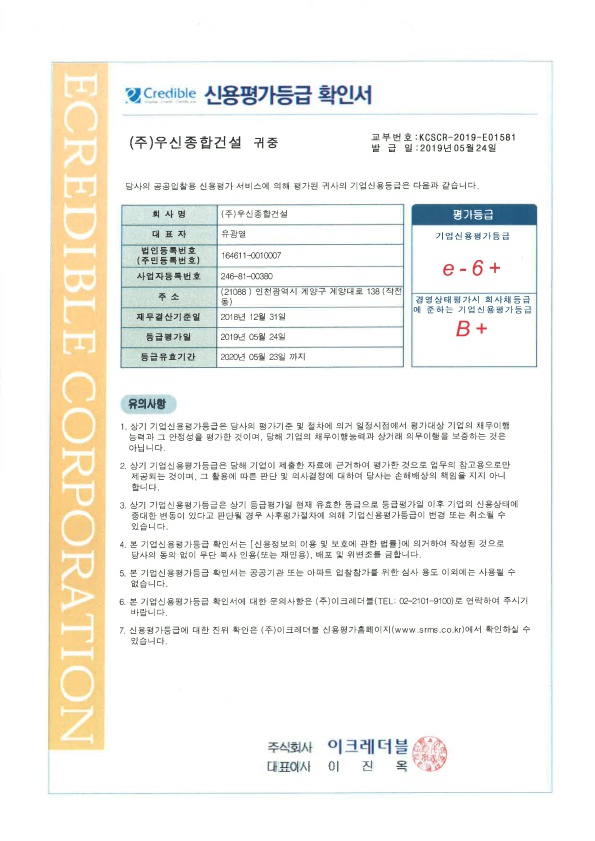 ECREDIBLE CORPORATION
eCredible 신용평가등급 확인서
(주)우신종합건설 귀중
교부번호:KCSCR-2019-E01581
발 급 일:2019년05월24일
당사의 공공입찰용 신용평가 서비스에 의해 평가된 귀사의 기업신용등급은 다음과 같습니다.
회 사 명 (주)우신종합건설
대 표 자 유광열
법인등록번호
(주민등록번호) 164611-0010007
사업자등록번호 246-81-00380
주 소 (21088 ) 인천광역시 계양구 계양대로 138 (작전
동)
재무결산기준일 2018년 12월 31일
등급평가일 2019년 05월 24일
등급유효기간 2020년 05월 23일 까지
평가등급
기업신용평가등급
e-6+
경영상태평가시 회사채등급
에 준하는 기업신용평가등급
B+
유의사항
1. 상기 기업신용평가등급은 당사의 평가기준 및 절차에 의거 일정시점에서 평가대상 기업의 채무이행
능력과 그 안정성을 평가한 것이며, 당해 기업의 채무이행능력과 상거래 의무이행을 보증하는 것은
아닙니다.
2. 상기 기업신용평가등급은 당해 기업이 제출한 자료에 근거하여 평가한 것으로 업무의 참고용으로만
제공되는 것이며, 그 활용에 따른 판단 및 의사결정에 대하여 당사는 손해배상의 책임을 지지 아니
합니다.
3. 상기 기업신용평가등급은 상기 등급평가일 현재 유효한 등급으로 등급평가일 이후 기업의 신용상태에
중대한 변동이 있다고 판단될 경우 사후평가절차에 의해 기업신용평가등급이 변경 또는 취소될 수
있습니다.
4. 본 기업신용평가등급 확인서는 [신용정보의 이용 및 보호에 관한 법률]에 의거하여 작성된 것으로
당사의 동의 없이 무단 복사 인용(또는 재인용), 배포 및 위변조를 금합니다.
5. 본 기업신용평가등급 확인서는 공공기관 또는 아파트 입찰참가를 위한 심사 용도 이외에는 사용될 수
없습니다.
6. 본 기업신용평가등급 확인서에 대한 문의사항은 (주)이크레더블(TEL: 02-2101-9100)로 연락하여 주시기
바랍니다.
7. 신용평가등급에 대한 진위 확인은 (주)이크레더블 신용평가홈페이지(www.srms.co.kr)에서 확인하실 수
있습니다.
주식회사 이크레더블
대표이사 이 진 옥